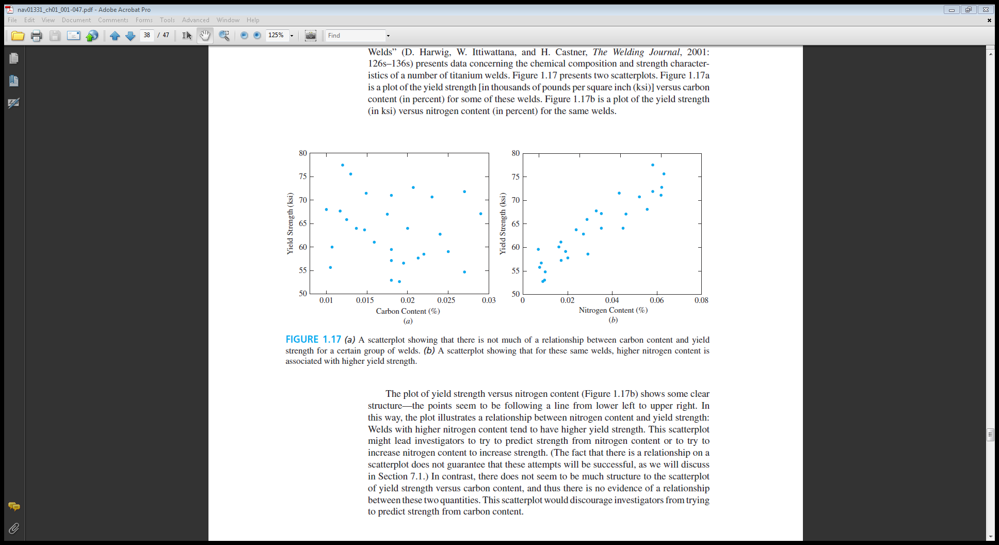 nav01331_ch01_001-047.pdf - Adobe Acrobat Pro
File Edit View Document Comments Forms Tools Advanced Window Help
38 / 47 125% Find
Welds” (D. Harwig, W. Ittiwattana, and H. Castner, The Welding Journal, 2001:
126s–136s) presents data concerning the chemical composition and strength character-
istics of a number of titanium welds. Figure 1.17 presents two scatterplots. Figure 1.17a
is a plot of the yield strength [in thousands of pounds per square inch (ksi)] versus carbon
content (in percent) for some of these welds. Figure 1.17b is a plot of the yield strength
(in ksi) versus nitrogen content (in percent) for the same welds.
80
75
70
65
60
55
50
Yield Strength (ksi)
0.01 0.015 0.02 0.025 0.03
Carbon Content (%)
(a)
80
75
70
65
60
55
50
Yield Strength (ksi)
0 0.02 0.04 0.06 0.08
Nitrogen Content (%)
(b)
FIGURE 1.17 (a) A scatterplot showing that there is not much of a relationship between carbon content and yield
strength for a certain group of welds. (b) A scatterplot showing that for these same welds, higher nitrogen content is
associated with higher yield strength.
The plot of yield strength versus nitrogen content (Figure 1.17b) shows some clear
structure—the points seem to be following a line from lower left to upper right. In
this way, the plot illustrates a relationship between nitrogen content and yield strength:
Welds with higher nitrogen content tend to have higher yield strength. This scatterplot
might lead investigators to try to predict strength from nitrogen content or to try to
increase nitrogen content to increase strength. (The fact that there is a relationship on a
scatterplot does not guarantee that these attempts will be successful, as we will discuss
in Section 7.1.) In contrast, there does not seem to be much structure to the scatterplot
of yield strength versus carbon content, and thus there is no evidence of a relationship
between these two quantities. This scatterplot would discourage investigators from trying
to predict strength from carbon content.